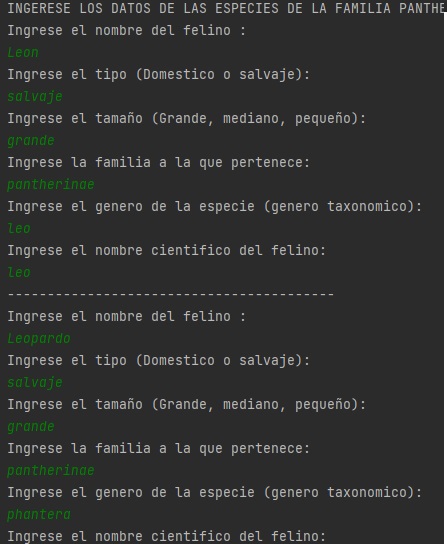 INGERESE LOS DATOS DE LAS ESPECIES DE LA FAMILIA PANTHE
Ingrese el nombre del felino :
Leon
Ingrese el tipo (Domestico o salvaje):
salvaje
Ingrese el tamaño (Grande, mediano, pequeño):
grande
Ingrese la familia a la que pertenece:
pantherinae
Ingrese el genero de la especie (genero taxonomico):
leo
Ingrese el nombre cientifico del felino:
leo
-----------------------------------------
Ingrese el nombre del felino :
Leopardo
Ingrese el tipo (Domestico o salvaje):
salvaje
Ingrese el tamaño (Grande, mediano, pequeño):
grande
Ingrese la familia a la que pertenece:
pantherinae
Ingrese el genero de la especie (genero taxonomico):
phantera
Ingrese el nombre cientifico del felino: